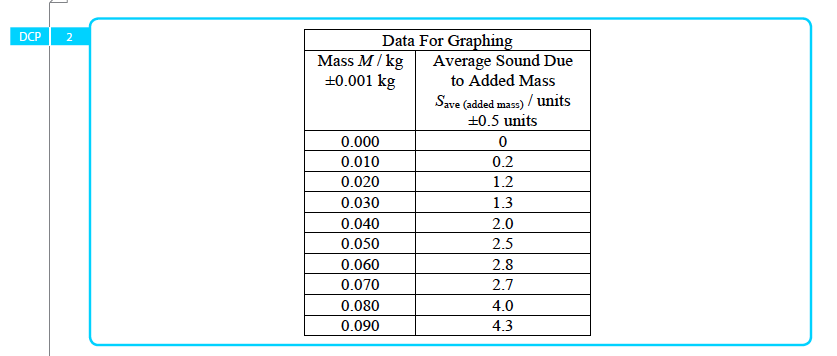 DCP 2
Data For Graphing
Mass M / kg
±0.001 kg
Average Sound Due
to Added Mass
Save (added mass) / units
±0.5 units
0.000 0
0.010 0.2
0.020 1.2
0.030 1.3
0.040 2.0
0.050 2.5
0.060 2.8
0.070 2.7
0.080 4.0
0.090 4.3